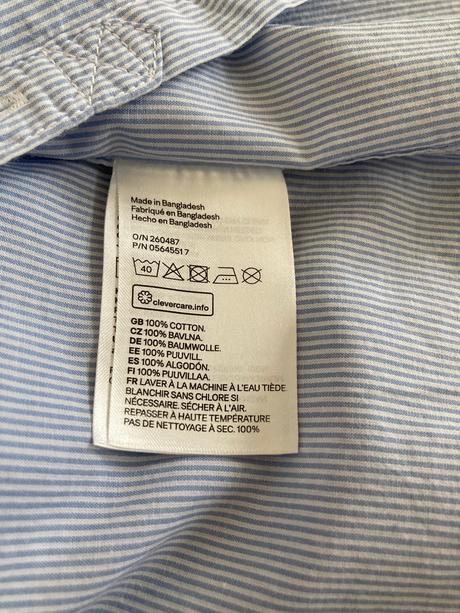 Made in Bangladesh
Fabriqué en Bangladesh
Hecho en Bangladesh
O/N 260487
P/N 05645517
40
clevercare.info
GB 100% COTTON.
CZ 100% BAVLNA.
DE 100% BAUMWOLLE.
EE 100% PUUVILL.
ES 100% ALGODÓN.
FI 100% PUUVILLAA.
FR LAVER À LA MACHINE À L'EAU TIÈDE.
BLANCHIR SANS CHLORE SI
NÉCESSAIRE. SÉCHER À L'AIR.
REPASSER À HAUTE TEMPÉRATURE
PAS DE NETTOYAGE À SEC. 100%